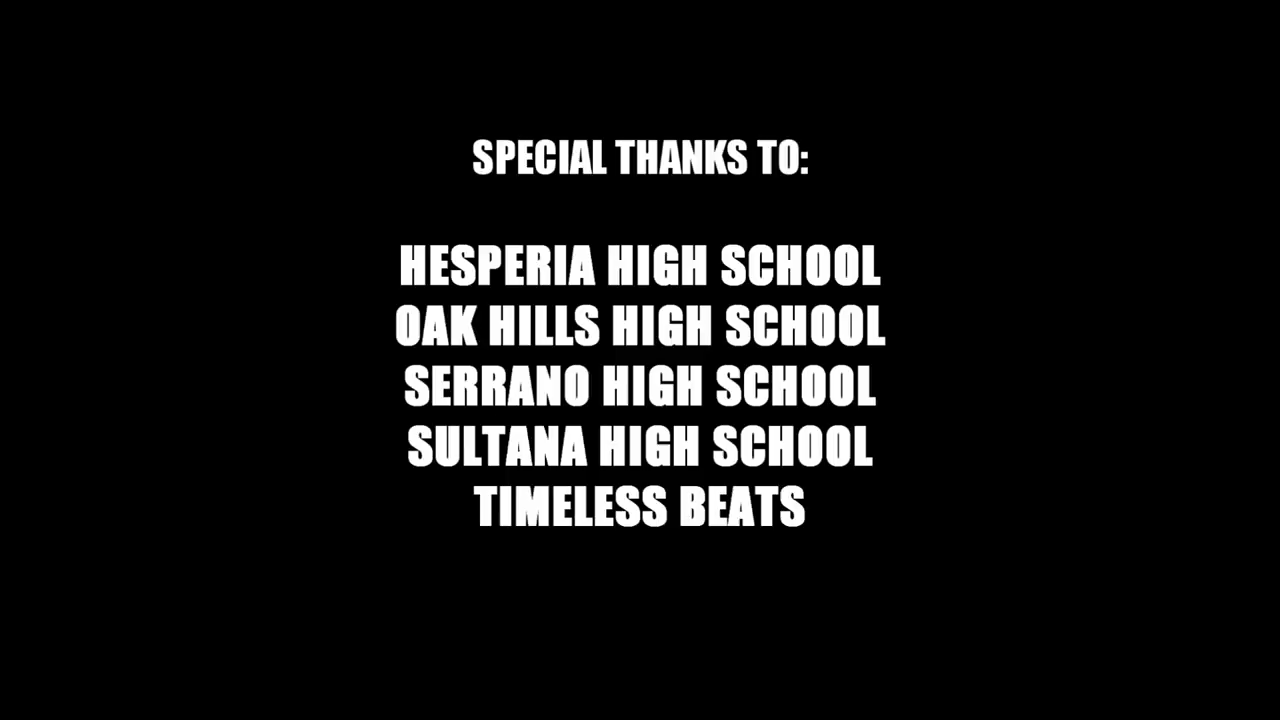 SPECIAL THANKS TO:
HESPERIA HIGH SCHOOL
OAK HILLS HIGH SCHOOL
SERRANO HIGH SCHOOL
SULTANA HIGH SCHOOL
TIMELESS BEATS